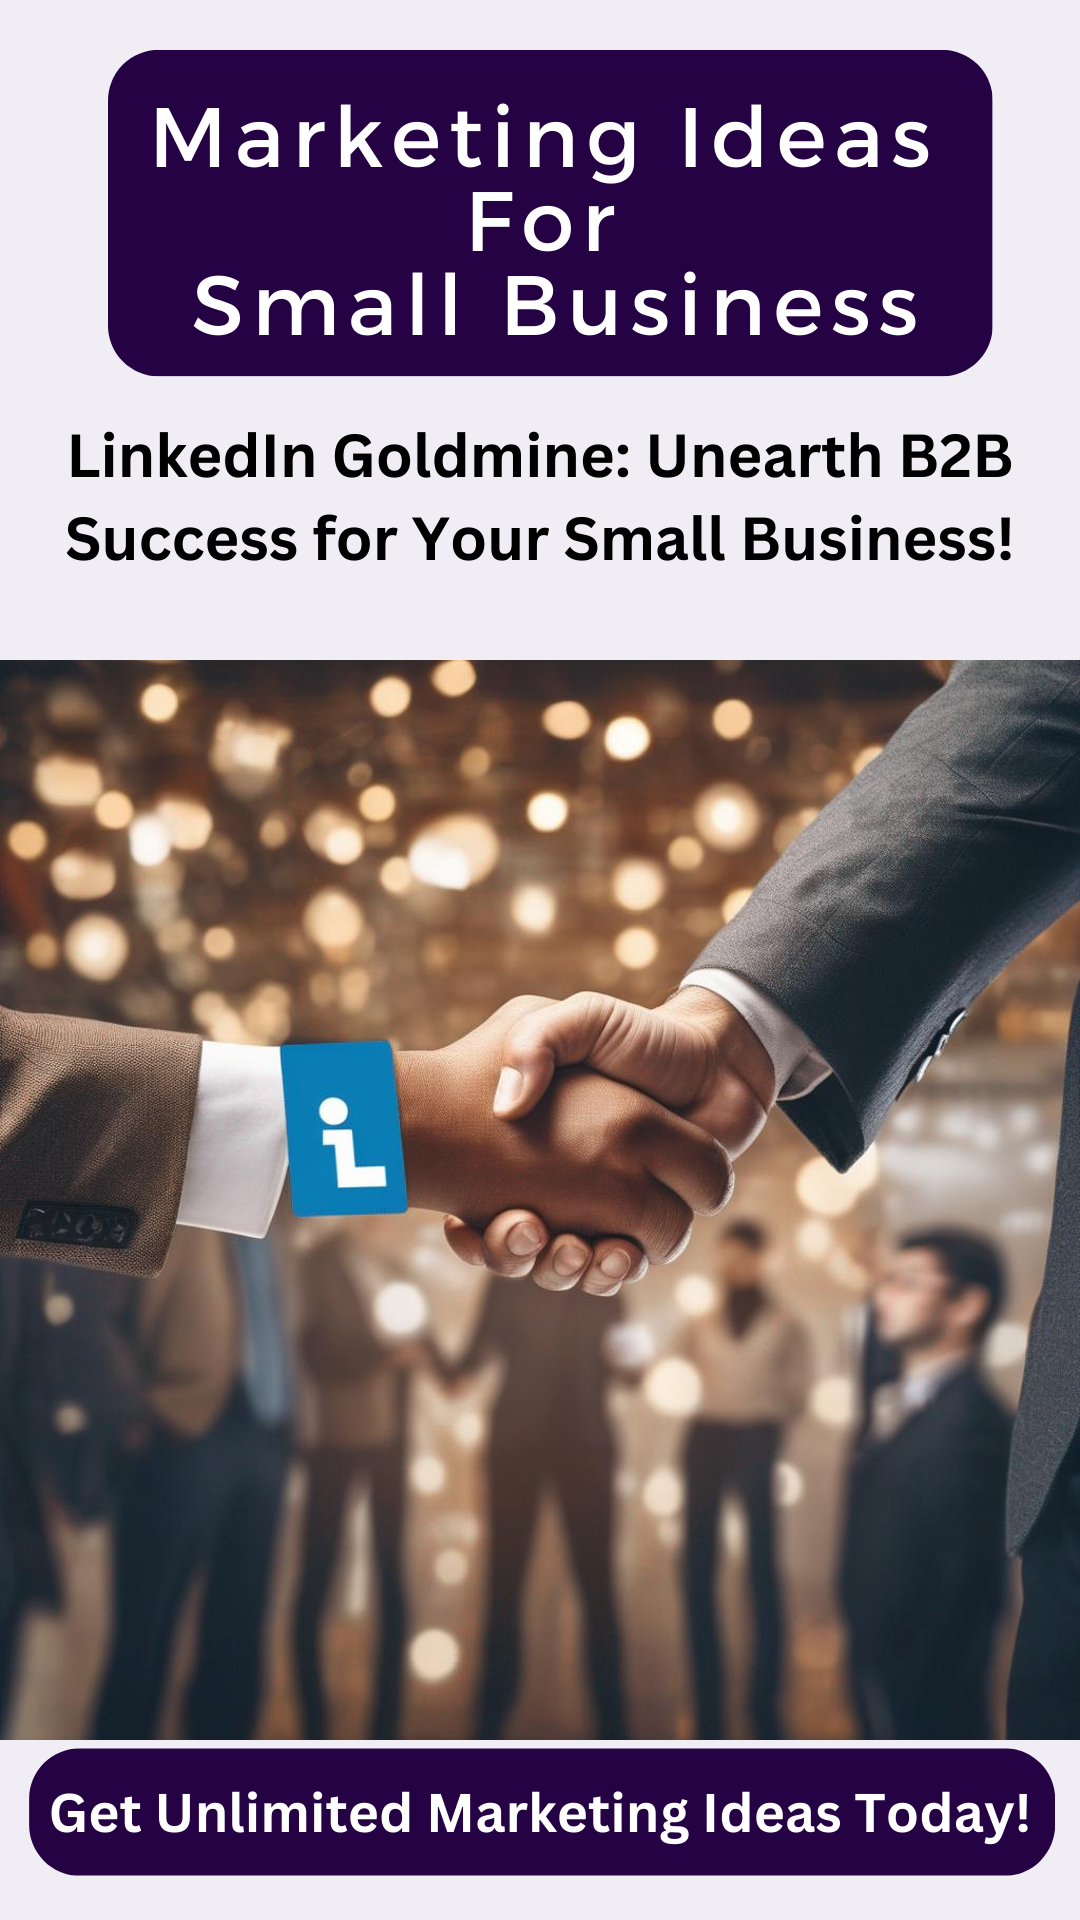 Marketing Ideas
For
Small Business
LinkedIn Goldmine: Unearth B2B
Success for Your Small Business!
Get Unlimited Marketing Ideas Today!